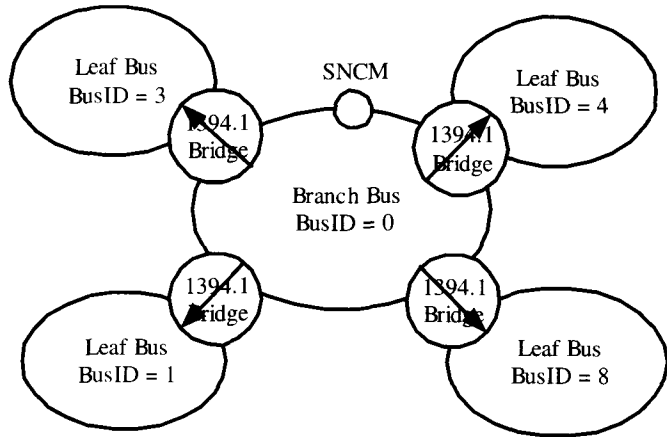 Leaf Bus
BusID = 3
SNCM
Leaf Bus
BusID = 4
1394.1
Bridge
1394.1
Bridge
Branch Bus
BusID = 0
1394.1
Bridge
1394.1
Bridge
Leaf Bus
BusID = 1
Leaf Bus
BusID = 8